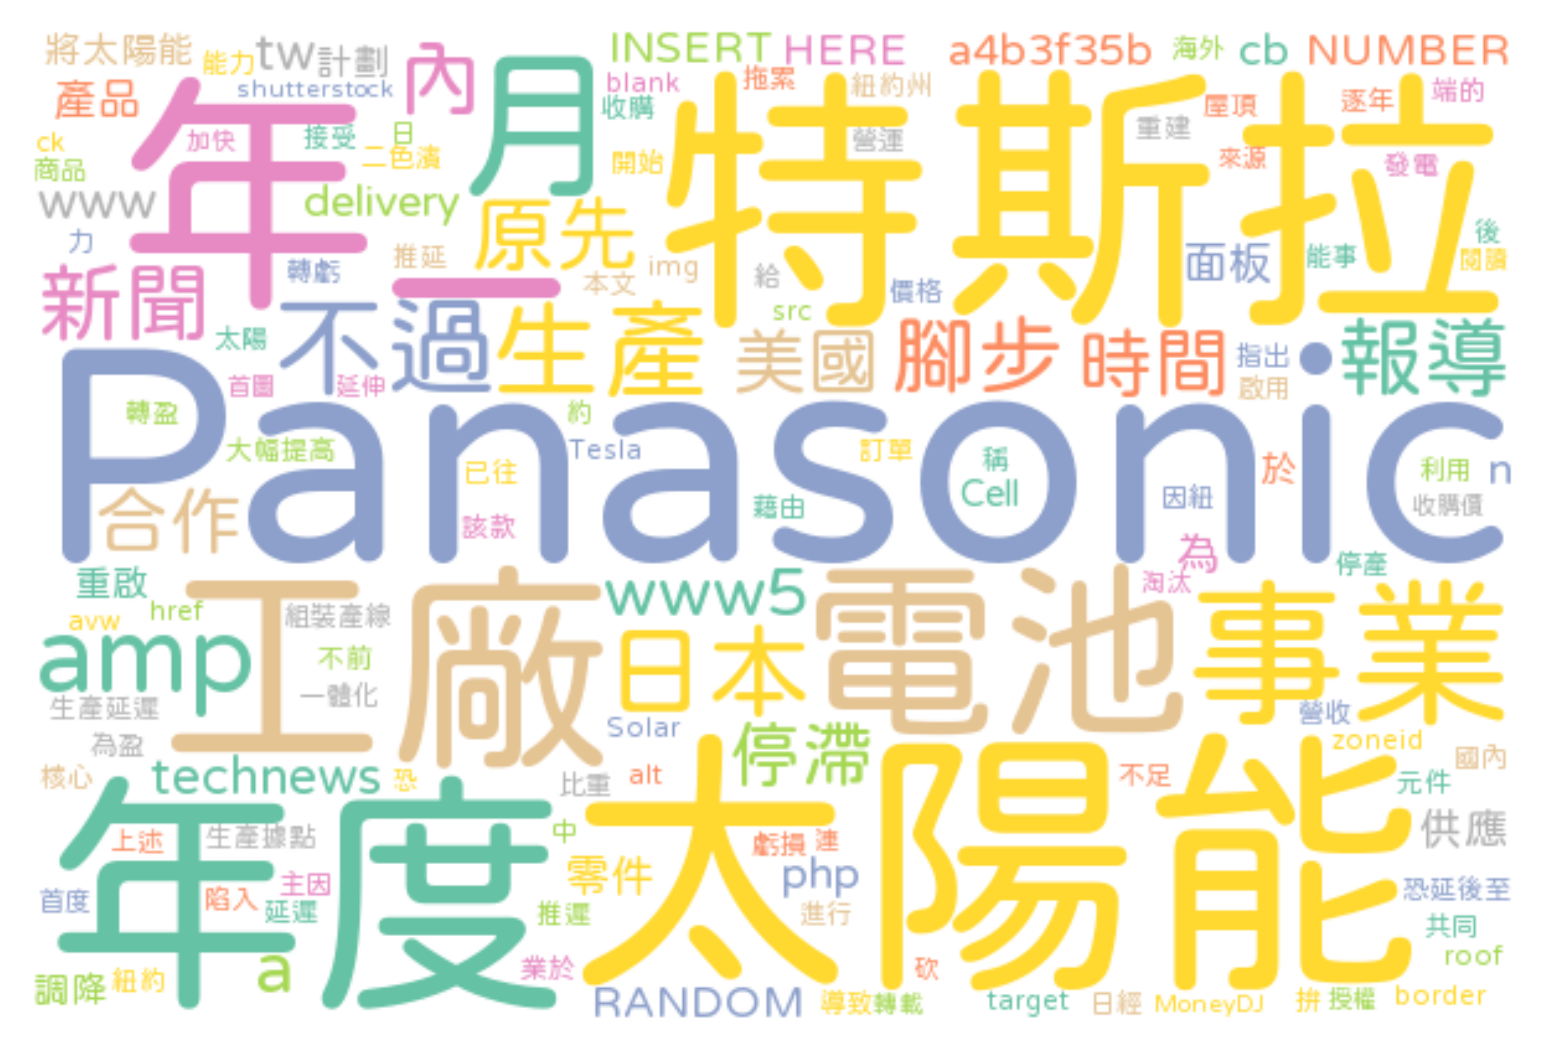 將太陽能 能力 tw 計劃 內 月 INSERT HERE a4b3f35b 海外 cb NUMBER
產品 shutterstock blank 拖累 紐約州 屋頂 逐年 端的
年 特斯拉
ck 加快 接受 日 收購 營運 重建
商品 二色濱 開始 來源 發電
www delivery 原先
力 推延 面板 能事 後
新聞 轉虧 一 本文 img 給 價格 閱讀
src
太陽 不過 生產 美國 腳步 時間 指出 • 報導
首圖 延伸 啟用
Panasonic
轉盈 約
大幅提高 已往 Tesla 訂單 稱 於 利用 n
合作 該款 藉由 Cell 因紐 收購價
為 停產
重啟 淘汰
工廠 www5 電池 事業
avw href 組裝產線
amp 不前 日本
生產延遲 一體化 營收
為盈 Solar 停滯 zoneid 國內
核心 technews 恐 比重 alt 不足 元件
年度 太陽能
上述 生產據點 中 虧損 連 供應
首度 陷入 主因 零件 php 恐延後至
延遲 推遲 進行 共同
調降 紐約 a 業於 砍 roof
RANDOM 導致 轉載 target 日經 MoneyDJ 拚 授權 border